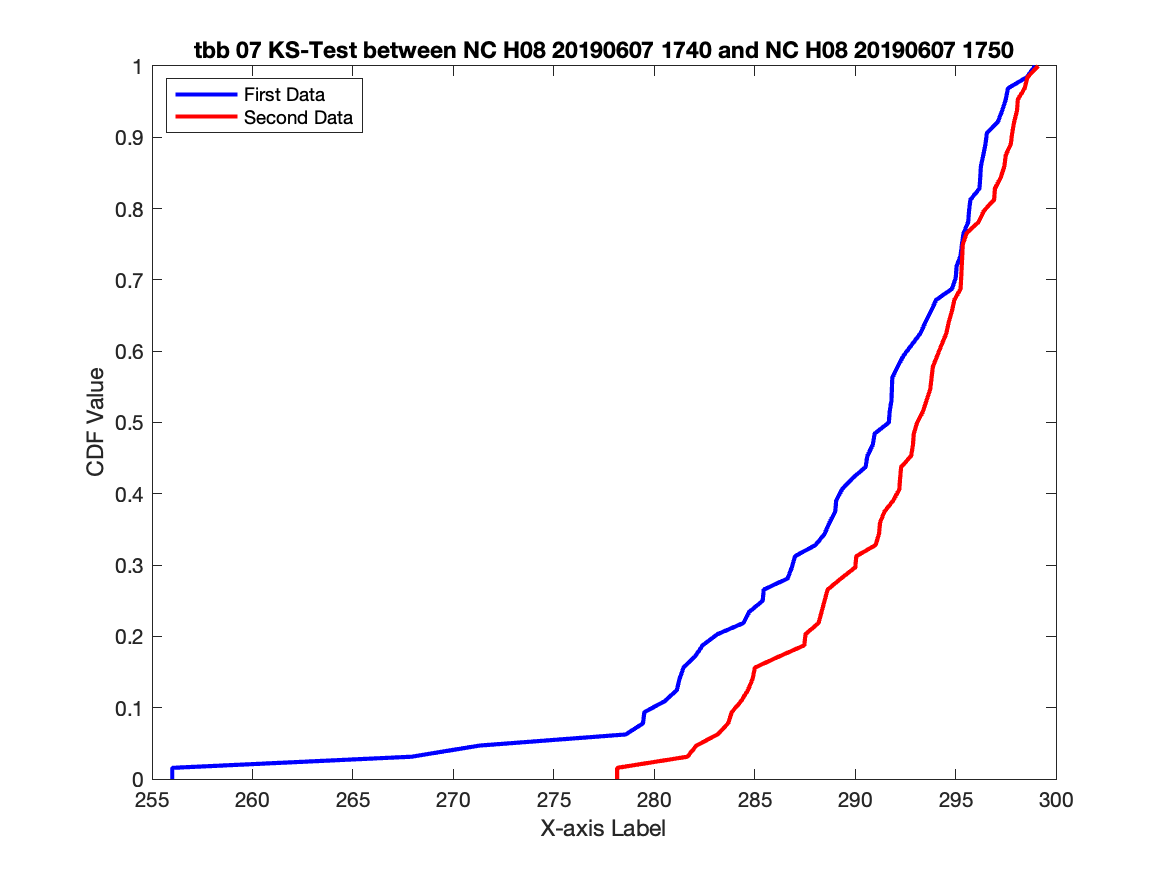 tbb 07 KS-Test between NC H08 20190607 1740 and NC H08 20190607 1750
First Data
Second Data
1
0.9
0.8
0.7
0.6
0.5
0.4
0.3
0.2
0.1
0
CDF Value
255 260 265 270 275 280 285 290 295 300
X-axis Label